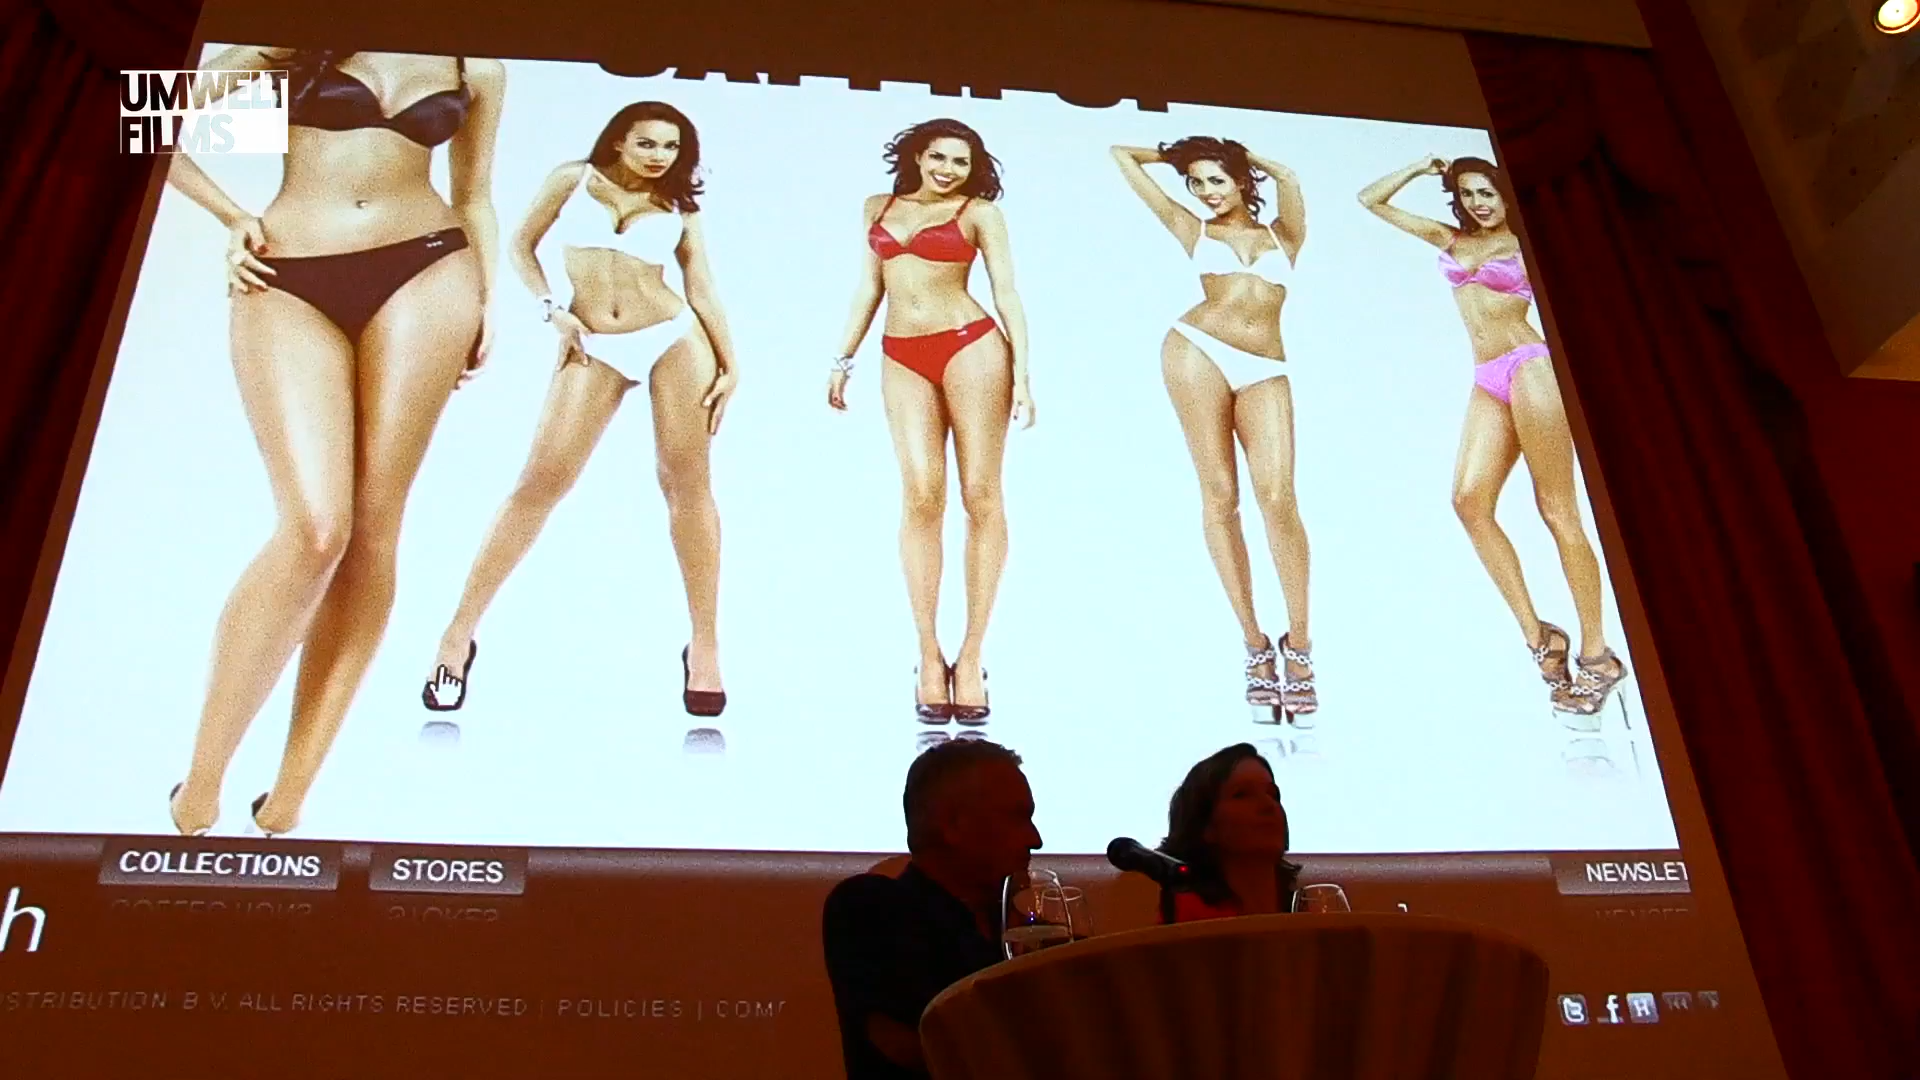 UMWELT
FILMS
COLLECTIONS
STORES
NEWSLET
h
STRIBUTION B.V. ALL RIGHTS RESERVED | POLICIES | COM